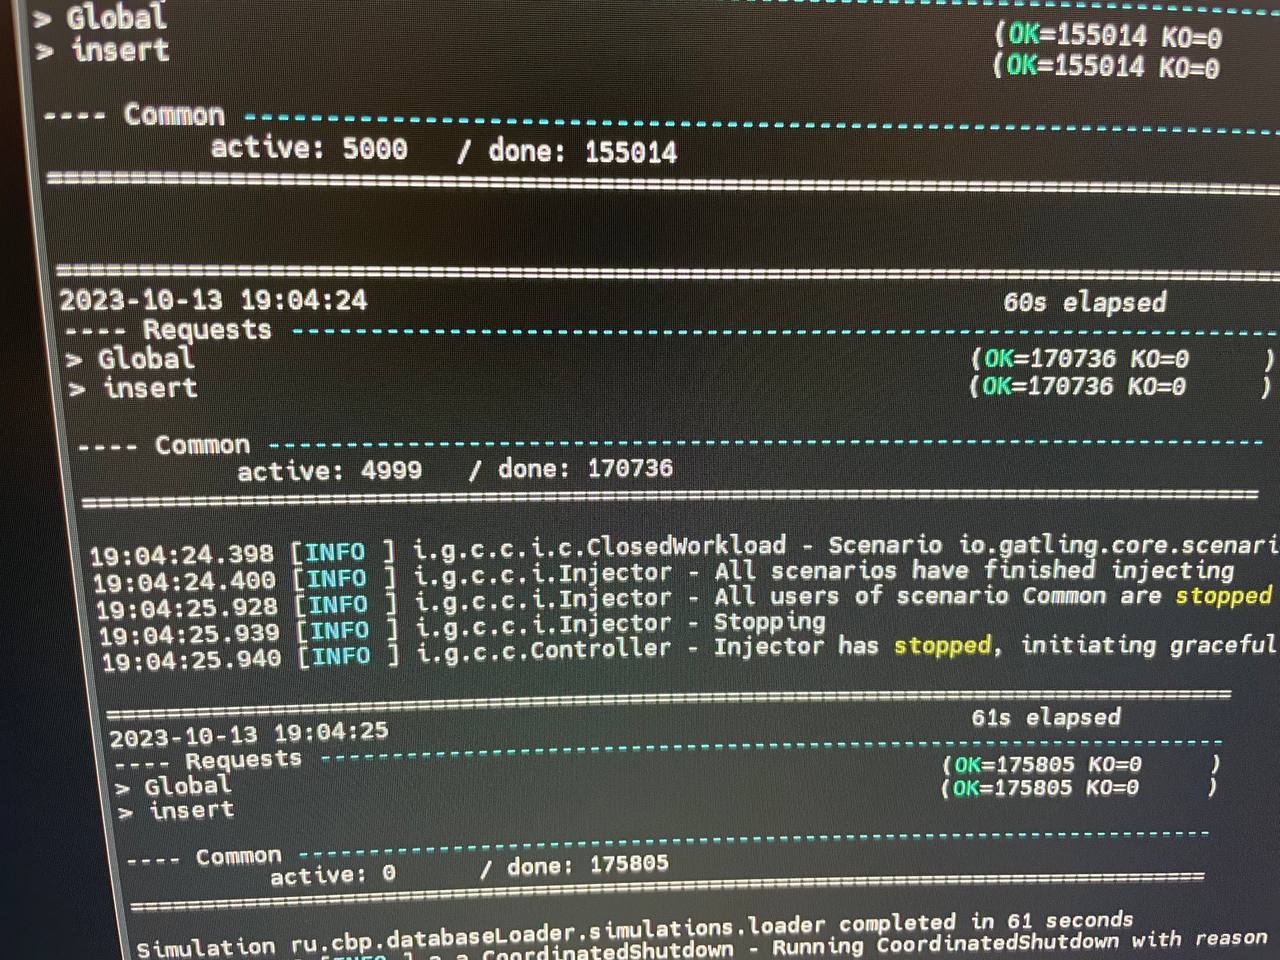 > Global (OK=155014 KO=0
> insert (OK=155014 KO=0
---- Common --------------------------------------------------------
active: 5000 / done: 155014
================================================================================
================================================================================
2023-10-13 19:04:24 60s elapsed
---- Requests ------------------------------------------------------
> Global (OK=170736 KO=0 )
> insert (OK=170736 KO=0 )
---- Common --------------------------------------------------------
active: 4999 / done: 170736
================================================================================
19:04:24.398 [INFO ] i.g.c.c.i.c.ClosedWorkload - Scenario io.gatling.core.scenari
19:04:24.400 [INFO ] i.g.c.c.i.Injector - All scenarios have finished injecting
19:04:25.928 [INFO ] i.g.c.c.i.Injector - All users of scenario Common are stopped
19:04:25.939 [INFO ] i.g.c.c.i.Injector - Stopping
19:04:25.940 [INFO ] i.g.c.c.Controller - Injector has stopped, initiating graceful
================================================================================
2023-10-13 19:04:25 61s elapsed
---- Requests ------------------------------------------------------
> Global (OK=175805 KO=0 )
> insert (OK=175805 KO=0 )
---- Common --------------------------------------------------------
active: 0 / done: 175805
================================================================================
Simulation ru.cbp.databaseLoader.simulations.loader completed in 61 seconds
[INFO ] a.a.CoordinatedShutdown - Running CoordinatedShutdown with reason